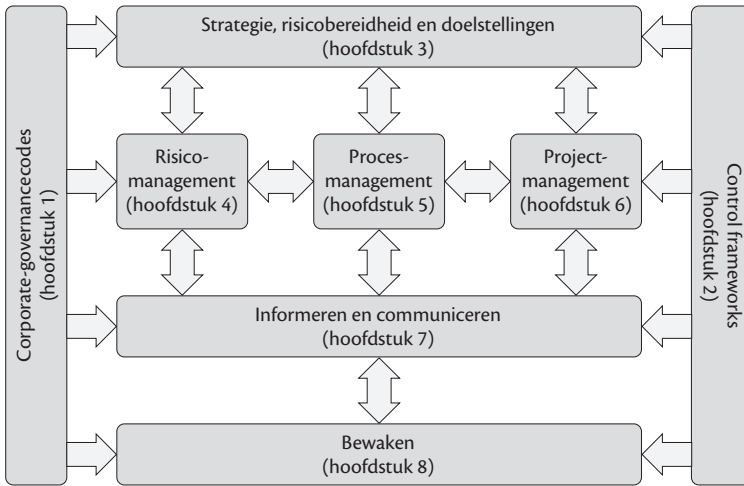 Corporate-governancecodes
(hoofdstuk 1)
Strategie, risicobereidheid en doelstellingen
(hoofdstuk 3)
Risico-
management
(hoofdstuk 4)
Proces-
management
(hoofdstuk 5)
Project-
management
(hoofdstuk 6)
Informeren en communiceren
(hoofdstuk 7)
Bewaken
(hoofdstuk 8)
Control frameworks
(hoofdstuk 2)